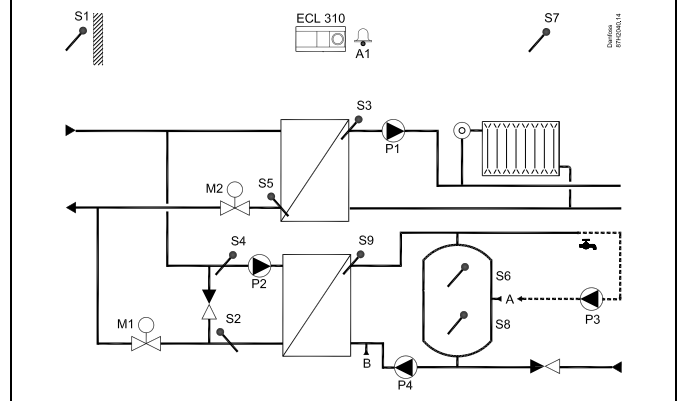 S1
ECL 310
A1
S7
Danfoss
87H2040.14
S3
P1
M2
S5
S4
P2
S9
S6
A
S8
P3
M1
S2
B
P4